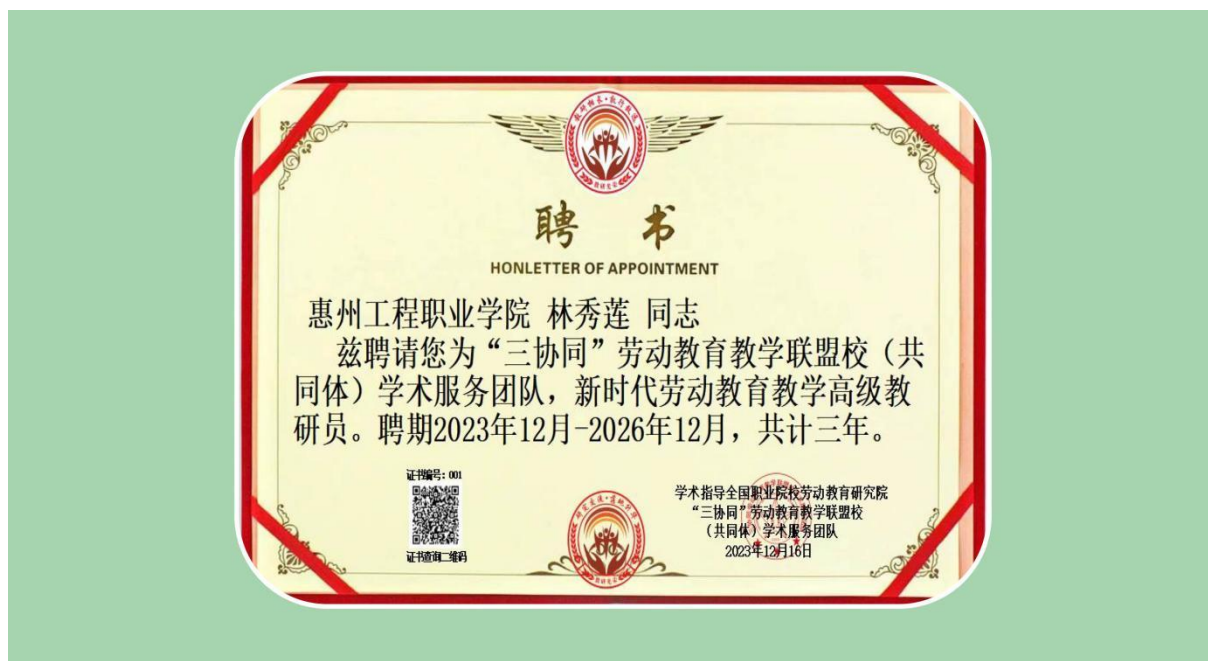 聘 书
HONLETTER OF APPOINTMENT
惠州工程职业学院 林秀莲 同志
兹聘请您为“三协同”劳动教育教学联盟校（共
同体）学术服务团队，新时代劳动教育教学高级教
研员。聘期2023年12月-2026年12月，共计三年。
证书编号：001
证书查询二维码
学术指导全国职业院校劳动教育研究院
“三协同”劳动教育教学联盟校
（共同体）学术服务团队
2023年12月16日